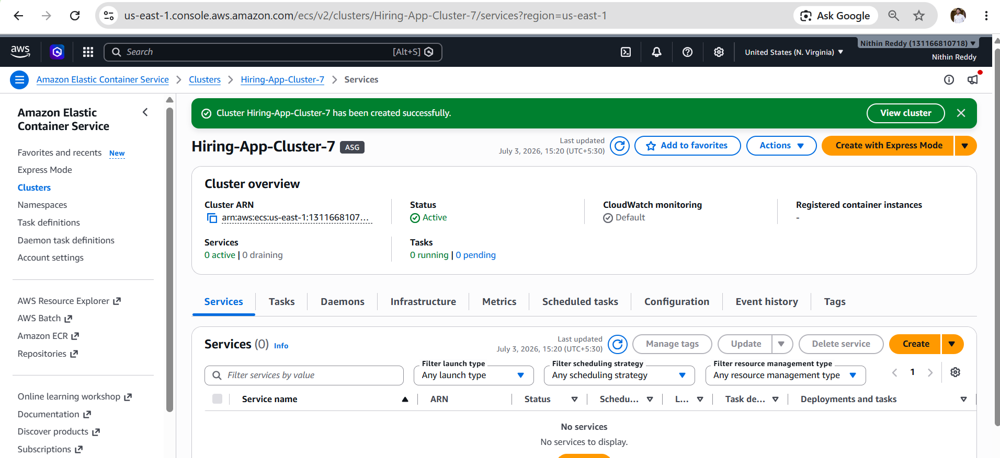 us-east-1.console.aws.amazon.com/ecs/v2/clusters/Hiring-App-Cluster-7/services?region=us-east-1
Ask Google
aws
Search
[Alt+S]
United States (N. Virginia)
Nithin Reddy (131166810718)
Nithin Reddy
Amazon Elastic Container Service
Clusters
Hiring-App-Cluster-7
Services
Amazon Elastic
Container Service
Favorites and recents New
Express Mode
Clusters
Namespaces
Task definitions
Daemon task definitions
Account settings
AWS Resource Explorer
AWS Batch
Amazon ECR
Repositories
Online learning workshop
Documentation
Discover products
Subscriptions
Cluster Hiring-App-Cluster-7 has been created successfully.
View cluster
Hiring-App-Cluster-7 ASG
Last updated
July 3, 2026, 15:20 (UTC+5:30)
Add to favorites
Actions
Create with Express Mode
Cluster overview
Cluster ARN
arn:aws:ecs:us-east-1:1311668107...
Status
Active
CloudWatch monitoring
Default
Registered container instances
-
Services
0 active | 0 draining
Tasks
0 running | 0 pending
Services
Tasks
Daemons
Infrastructure
Metrics
Scheduled tasks
Configuration
Event history
Tags
Services (0) Info
Last updated
July 3, 2026, 15:20 (UTC+5:30)
Manage tags
Update
Delete service
Create
Filter services by value
Filter launch type
Any launch type
Filter scheduling strategy
Any scheduling strategy
Filter resource management type
Any resource management type
1
Service name
ARN
Status
Schedu...
L...
Task de...
Deployments and tasks
No services
No services to display.